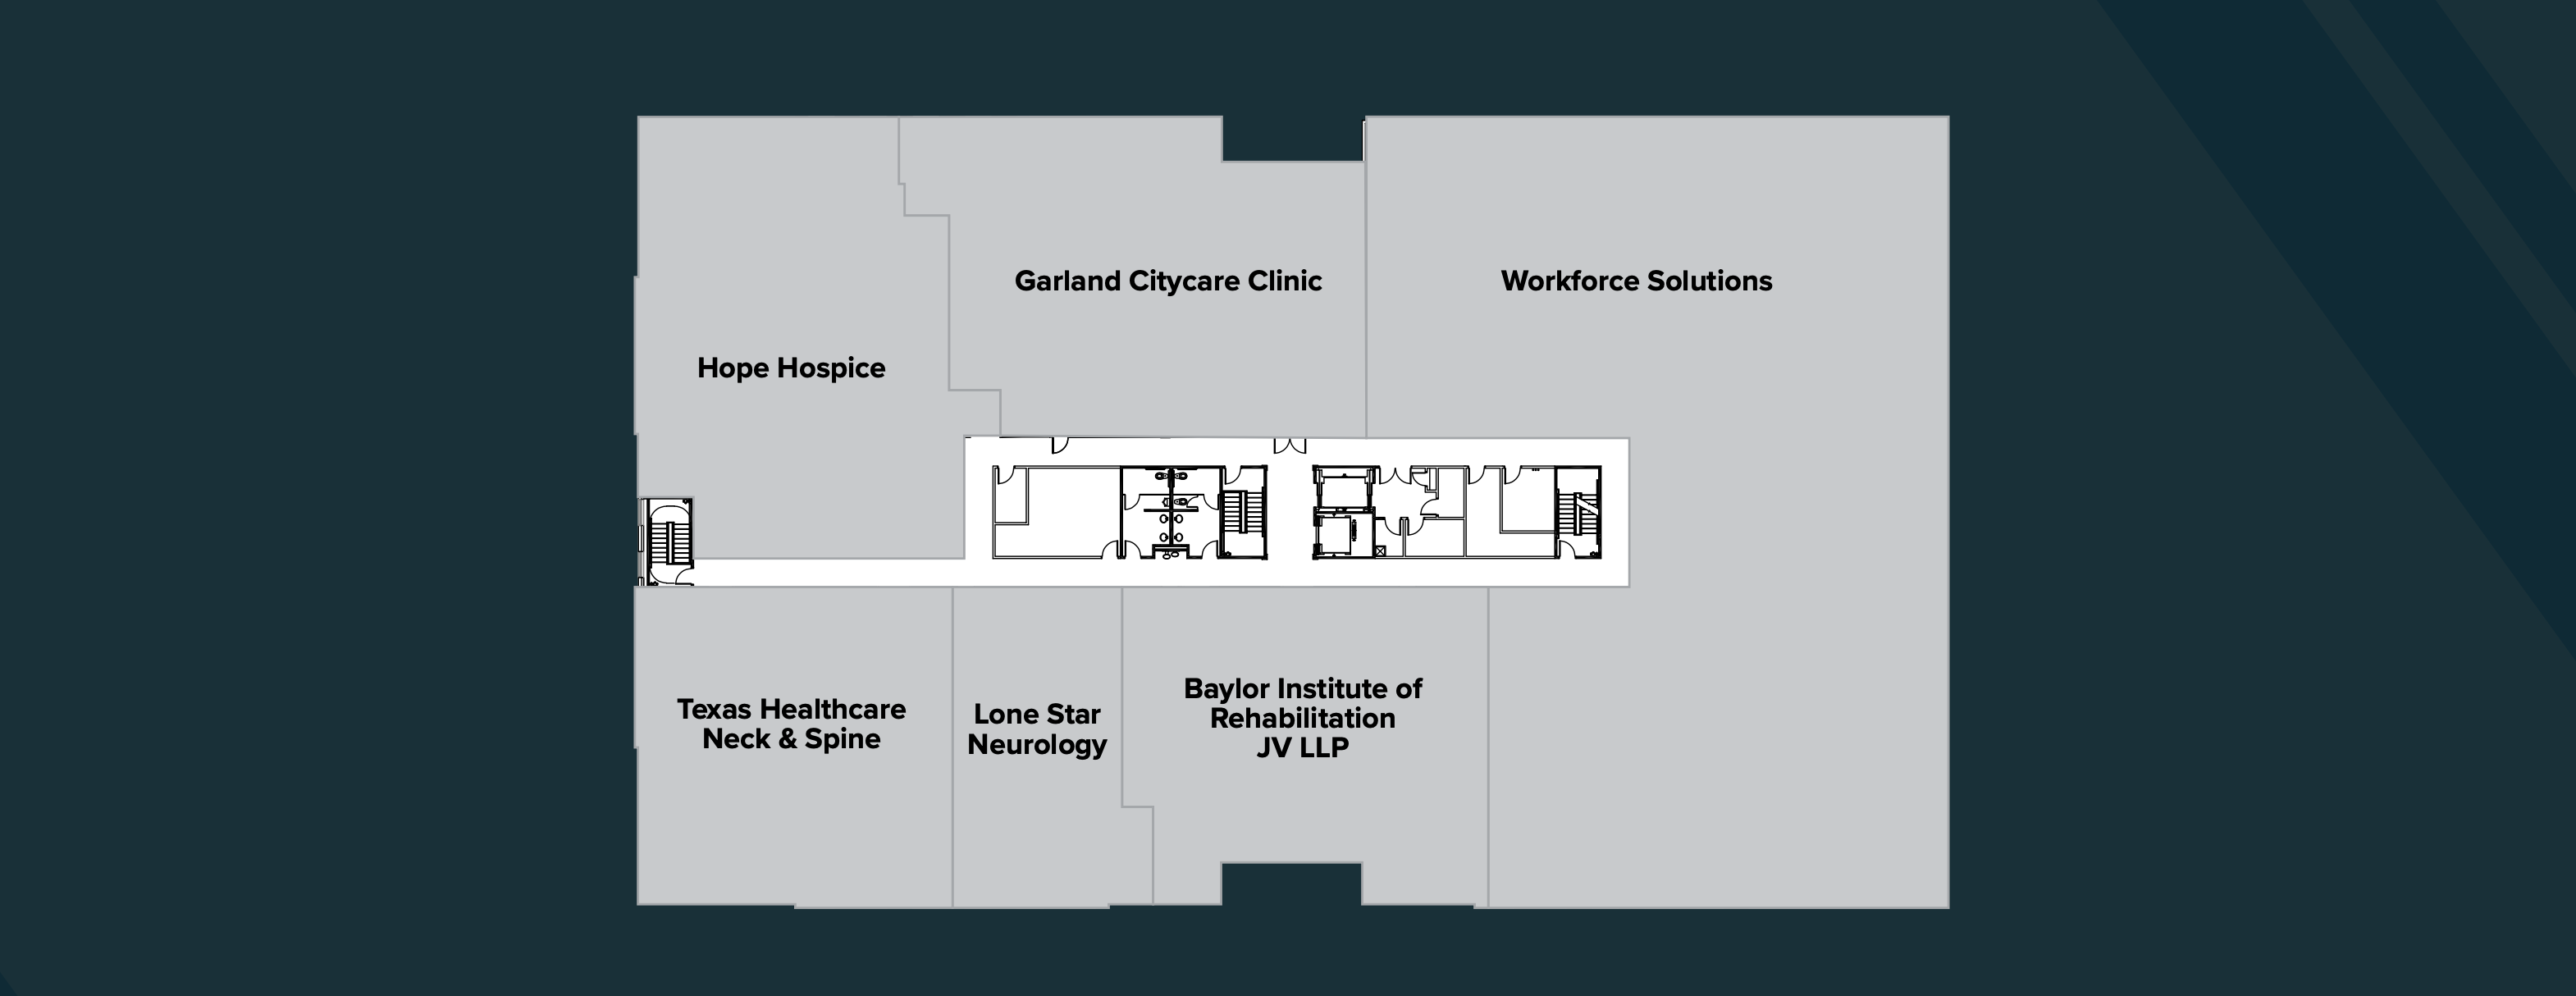 Garland Citycare Clinic
Workforce Solutions
Hope Hospice
Texas Healthcare
Neck & Spine
Lone Star
Neurology
Baylor Institute of
Rehabilitation
JV LLP